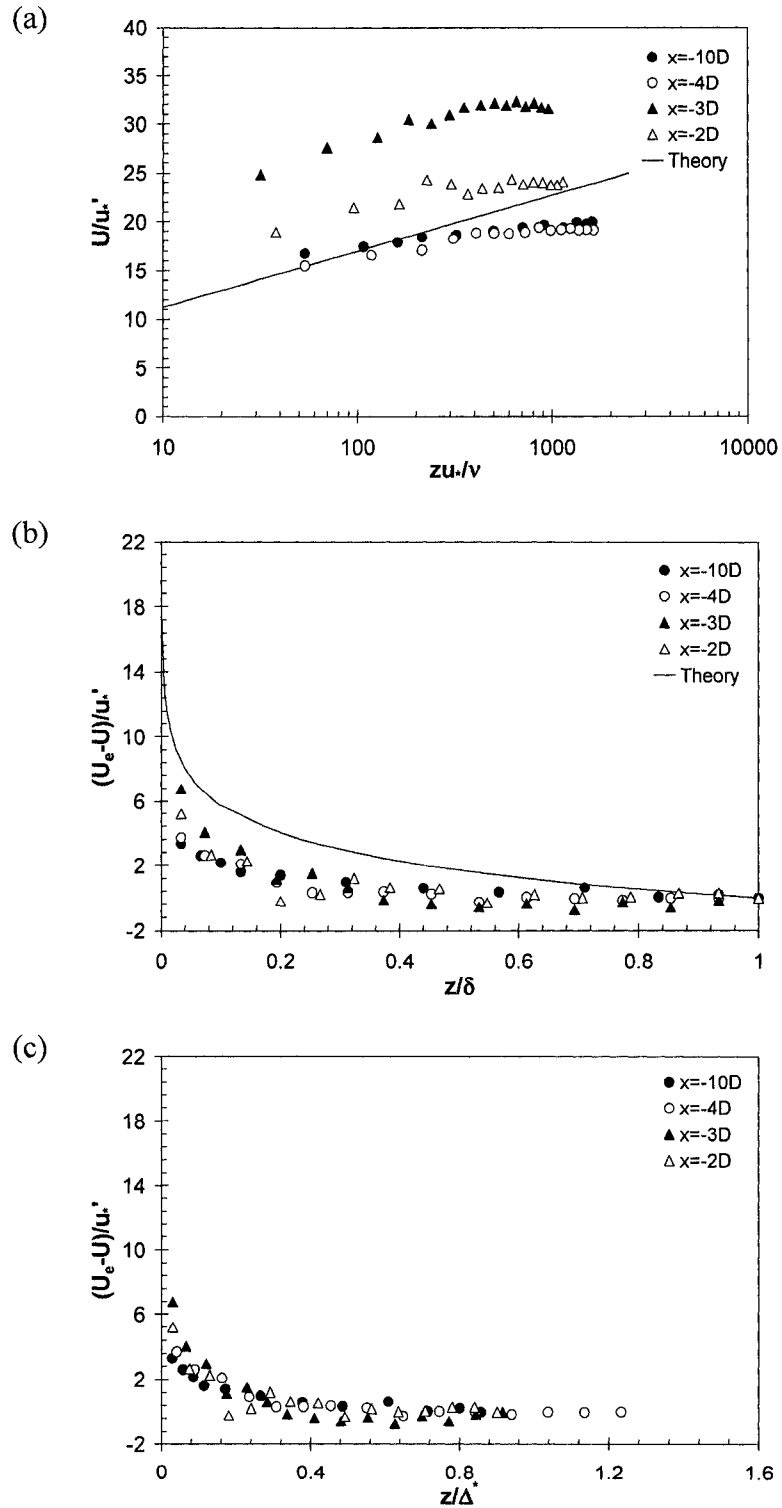 (a)
40
35
30
25
20
15
10
5
0
U/u*'
10
100
1000
10000
zu*/ν
x=-10D
x=-4D
x=-3D
x=-2D
Theory
(b)
22
18
14
10
6
2
-2
(Ue-U)/u*'
0
0.2
0.4
0.6
0.8
1
z/δ
x=-10D
x=-4D
x=-3D
x=-2D
Theory
(c)
22
18
14
10
6
2
-2
(Ue-U)/u*'
0
0.4
0.8
1.2
1.6
z/Δ*
x=-10D
x=-4D
x=-3D
x=-2D